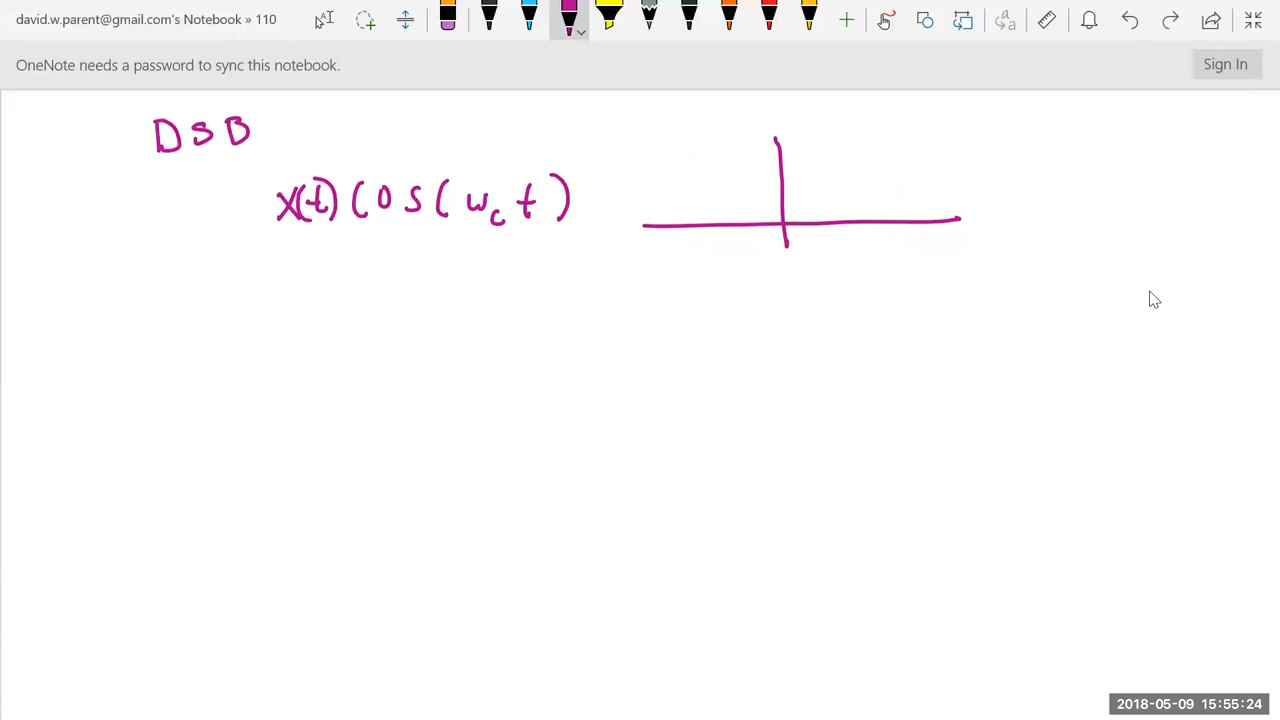 david.w.parent@gmail.com's Notebook » 110
OneNote needs a password to sync this notebook.
Sign In
DSB
x(t) cos(ωc t)
2018-05-09 15:55:24